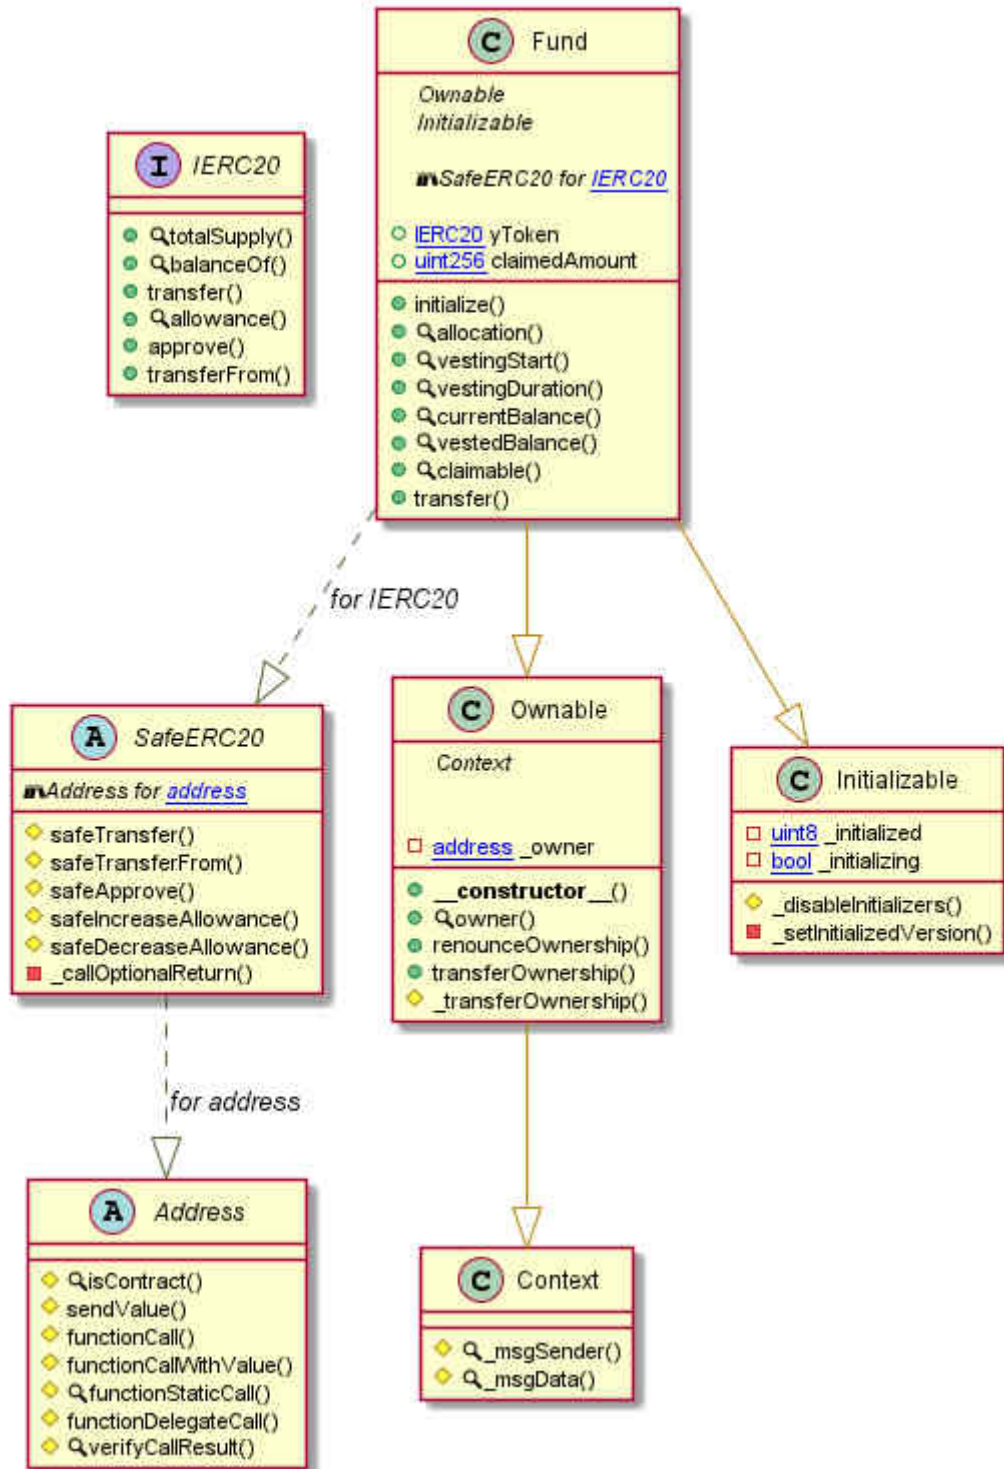 C Fund
Ownable
Initializable
SafeERC20 for IERC20
IERC20 yToken
uint256 claimedAmount
initialize()
allocation()
vestingStart()
vestingDuration()
currentBalance()
vestedBalance()
claimable()
transfer()
I IERC20
totalSupply()
balanceOf()
transfer()
allowance()
approve()
transferFrom()
for IERC20
A SafeERC20
Address for address
safeTransfer()
safeTransferFrom()
safeApprove()
safeIncreaseAllowance()
safeDecreaseAllowance()
_callOptionalReturn()
C Ownable
Context
address _owner
__constructor__()
owner()
renounceOwnership()
transferOwnership()
_transferOwnership()
C Initializable
uint8 _initialized
bool _initializing
_disableInitializers()
_setInitializedVersion()
for address
A Address
isContract()
sendValue()
functionCall()
functionCallWithValue()
functionStaticCall()
functionDelegateCall()
verifyCallResult()
C Context
_msgSender()
_msgData()